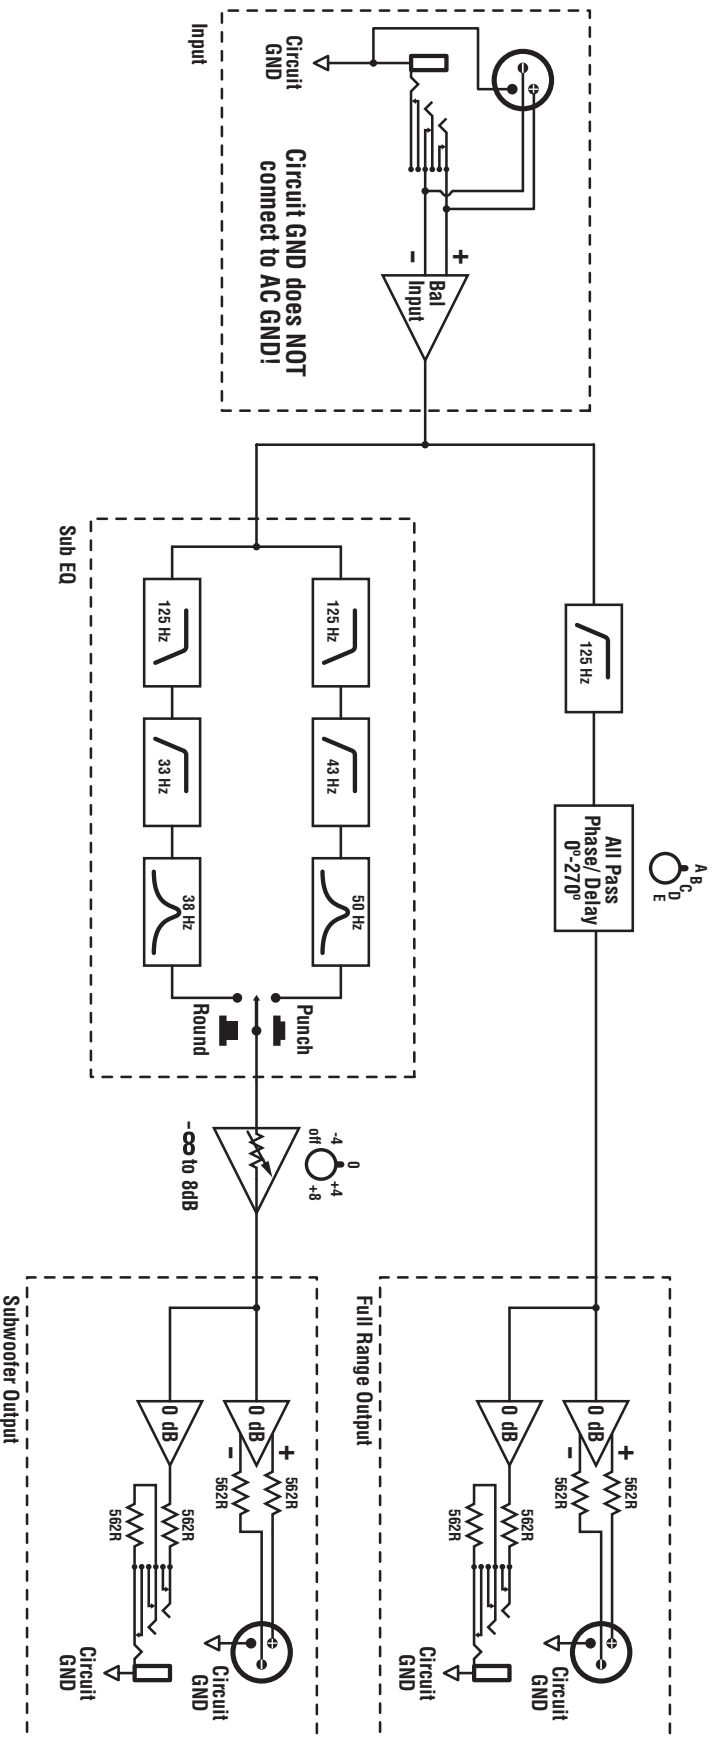 Input
Circuit
GND
Circuit GND does NOT
connect to AC GND!
+
-
Bal
Input
125 Hz
All Pass
Phase/ Delay
0º-270º
A
B
C
D
E
Sub EQ
125 Hz
43 Hz
50 Hz
125 Hz
33 Hz
38 Hz
Punch
Round
off
-4
0
+4
+8
-∞ to 8dB
Full Range Output
0 dB
+
-
562R
562R
Circuit
GND
0 dB
562R
562R
Circuit
GND
Subwoofer Output
0 dB
+
-
562R
562R
Circuit
GND
0 dB
562R
562R
Circuit
GND